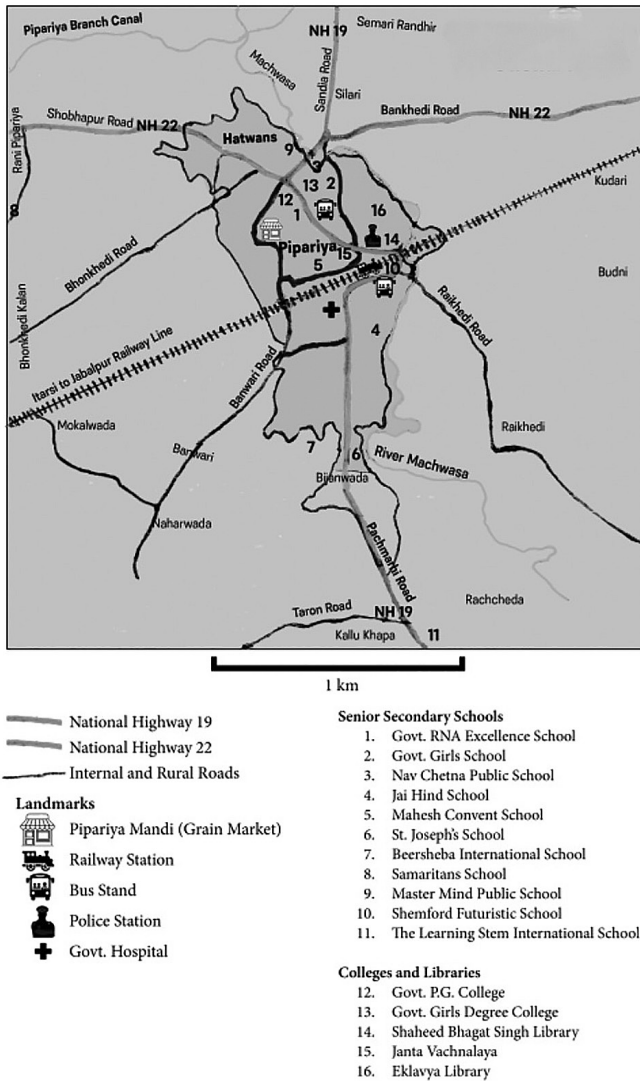 Pipariya Branch Canal
NH 19
Semari Randhir
Machwasa
Sandia Road
Silari
Shobhapur Road
NH 22
Bankhedi Road
NH 22
Hatwans
9
3
Rani Pipariya
Kudari
13
2
12
16
1
8
14
Pipariya
15
5
10
Bhonkhedi Road
Budni
Raikhedi Road
Bhonkhedi Kalan
4
Itarsi to Jabalpur Railway Line
Banwari Road
Mokalwada
Raikhedi
7
6
River Machwasa
Banwari
Bijanwada
Naharwada
Pachmarhi Road
Rachcheda
Taron Road
NH 19
Kallu Khapa
11
1 km
National Highway 19
National Highway 22
Internal and Rural Roads
Landmarks
Pipariya Mandi (Grain Market)
Railway Station
Bus Stand
Police Station
Govt. Hospital
Senior Secondary Schools
1. Govt. RNA Excellence School
2. Govt. Girls School
3. Nav Chetna Public School
4. Jai Hind School
5. Mahesh Convent School
6. St. Joseph's School
7. Beersheba International School
8. Samaritans School
9. Master Mind Public School
10. Shemford Futuristic School
11. The Learning Stem International School
Colleges and Libraries
12. Govt. P.G. College
13. Govt. Girls Degree College
14. Shaheed Bhagat Singh Library
15. Janta Vachnalaya
16. Eklavya Library